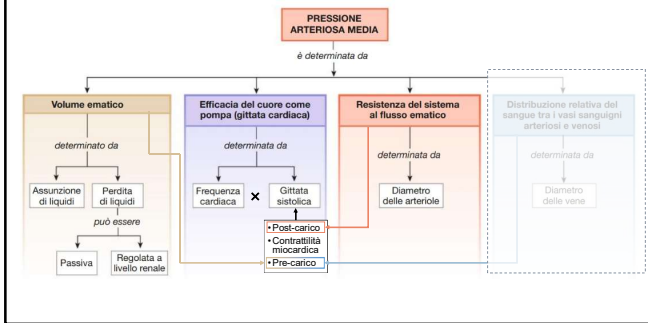 PRESSIONE
ARTERIOSA MEDIA
è determinata da
Volume ematico
determinato da
Assunzione
di liquidi
Perdita
di liquidi
può essere
Passiva
Regolata a
livello renale
Efficacia del cuore come
pompa (gittata cardiaca)
determinata da
Frequenza
cardiaca
×
Gittata
sistolica
• Post-carico
• Contrattilità
miocardica
• Pre-carico
Resistenza del sistema
al flusso ematico
determinata da
Diametro
delle arteriole
Distribuzione relativa del
sangue tra i vasi sanguigni
arteriosi e venosi
determinata da
Diametro
delle vene